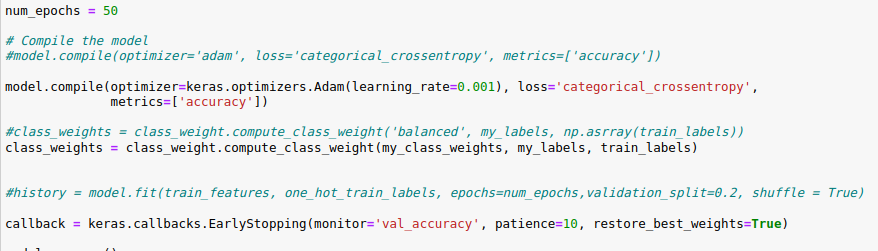 num_epochs = 50
# Compile the model
#model.compile(optimizer='adam', loss='categorical_crossentropy', metrics=['accuracy'])
model.compile(optimizer=keras.optimizers.Adam(learning_rate=0.001), loss='categorical_crossentropy',
metrics=['accuracy'])
#class_weights = class_weight.compute_class_weight('balanced', my_labels, np.asrray(train_labels))
class_weights = class_weight.compute_class_weight(my_class_weights, my_labels, train_labels)
#history = model.fit(train_features, one_hot_train_labels, epochs=num_epochs,validation_split=0.2, shuffle = True)
callback = keras.callbacks.EarlyStopping(monitor='val_accuracy', patience=10, restore_best_weights=True)